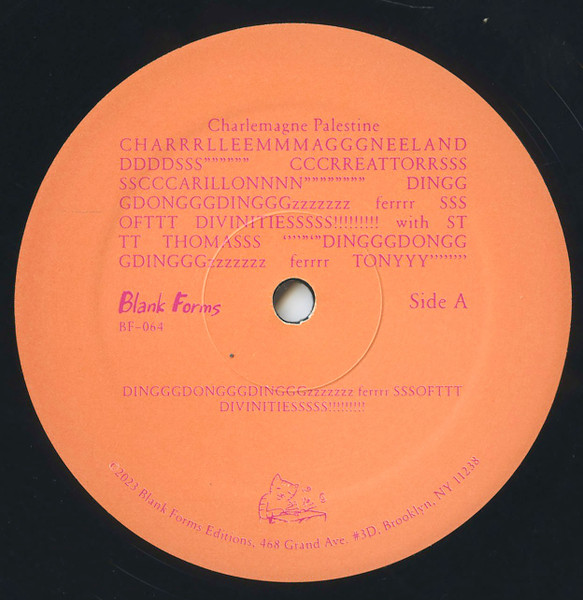 Charlemagne Palestine
CHARRRLLEEMMMAGGGNEELAND
DDDDSSS"""""" CCCRREATTORRSSS
SSCCCARILLONNNN"""""""" DINGG
GDONGGGDINGGGzzzzzzz ferrrr SSS
OFTTT DIVINITIESSSSS!!!!!!!!! with ST
TT THOMASSS ‘’’”“”DINGGGDONGG
GDINGGGzzzzzzz ferrrr TONYYY’’’’’’’’’
Blank Forms
BF-064
Side A
DINGGGDONGGGDINGGGzzzzzzz ferrrr SSSOFTTT
DIVINITIESSSSS!!!!!!!!!
©2023 Blank Forms Editions, 468 Grand Ave. #3D, Brooklyn, NY 11238